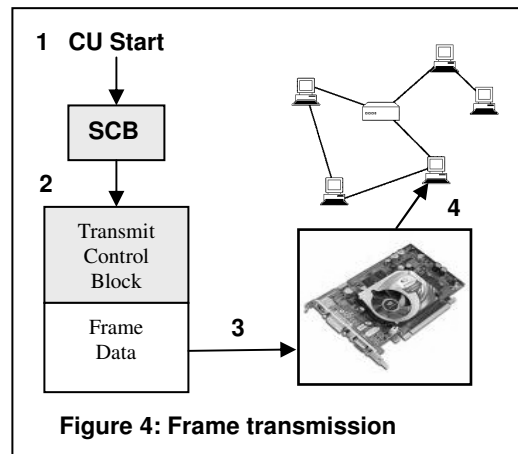 1 CU Start
SCB
2
Transmit
Control
Block
Frame
Data
3
4
Figure 4: Frame transmission